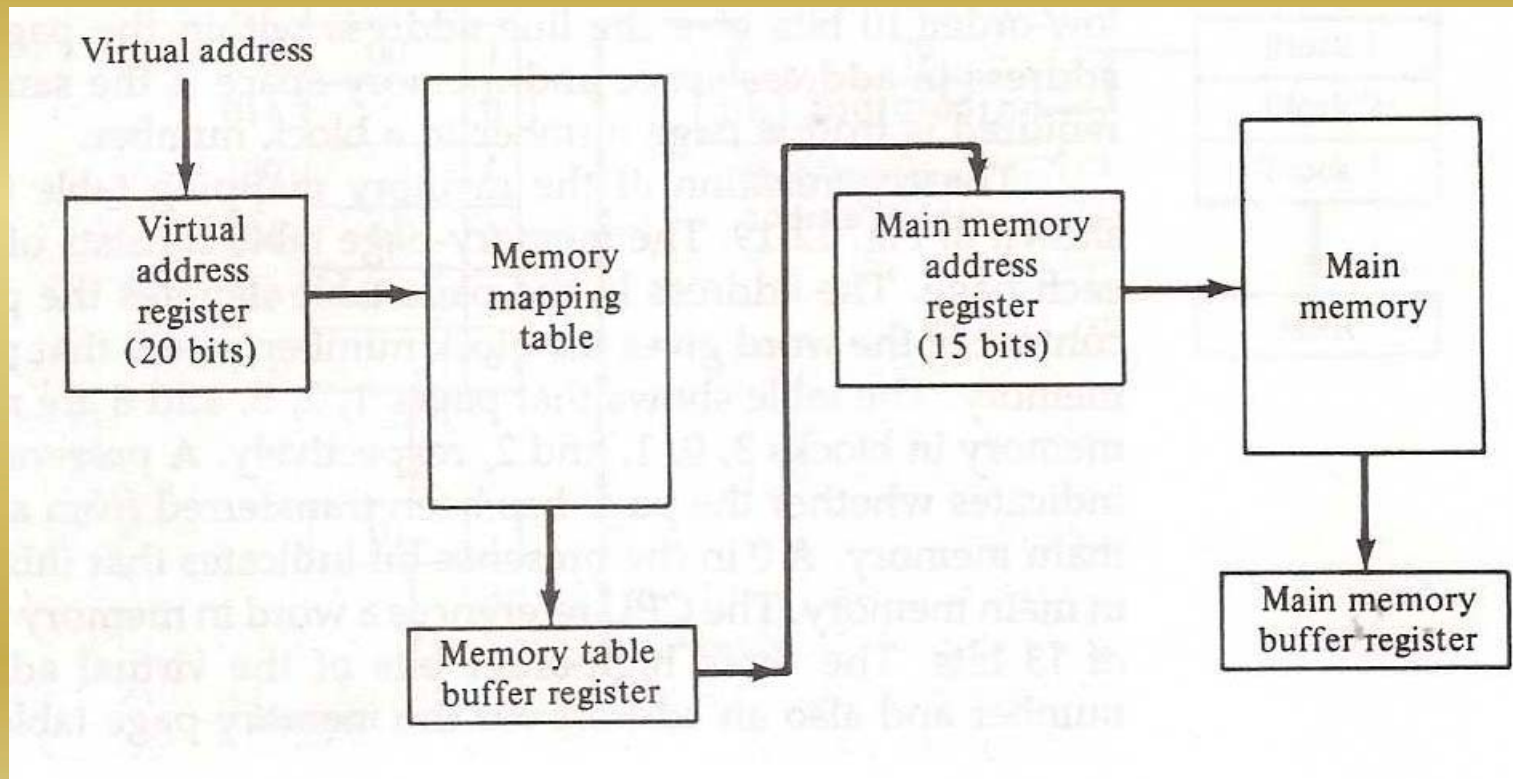 Virtual address
Virtual
address
register
(20 bits)
Memory
mapping
table
Memory table
buffer register
Main memory
address
register
(15 bits)
Main
memory
Main memory
buffer register